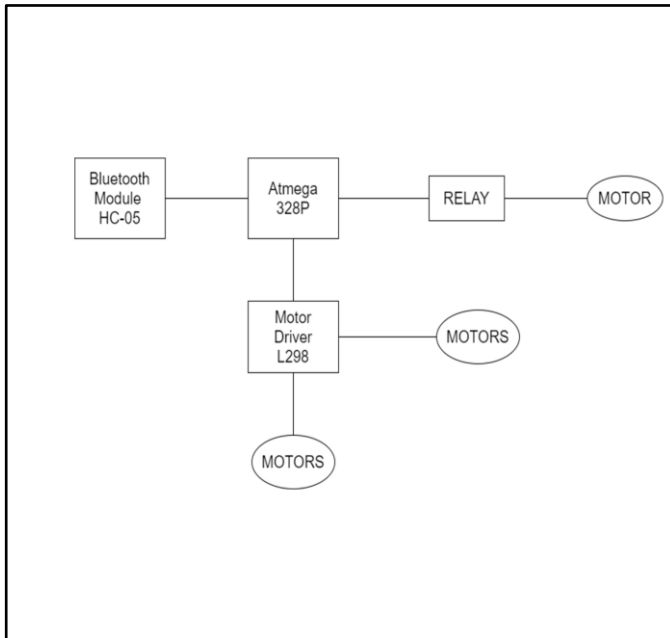 Bluetooth
Module
HC-05
Atmega
328P
RELAY
MOTOR
Motor
Driver
L298
MOTORS
MOTORS